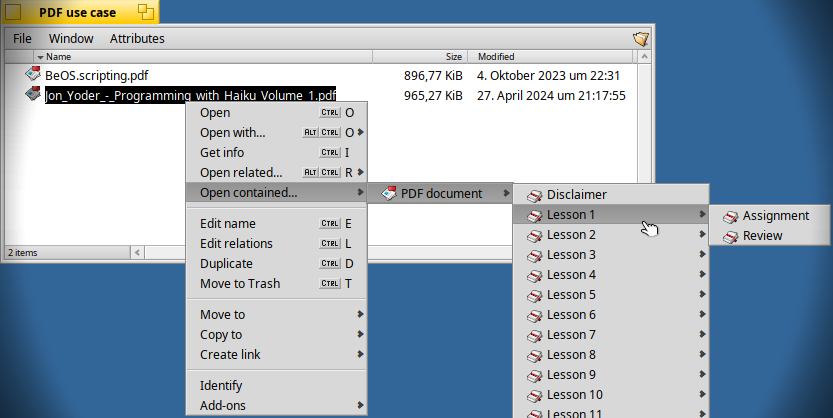 PDF use case
File Window Attributes
Name Size Modified
BeOS.scripting.pdf 896,77 KiB 4. Oktober 2023 um 22:31
Jon_Yoder_-_Programming_with_Haiku_Volume_1.pdf 965,27 KiB 27. April 2024 um 21:17:55
Open CTRL O
Open with... ALT CTRL O
Get info CTRL I
Open related... ALT CTRL R
Open contained...
Edit name CTRL E
Edit relations CTRL L
Duplicate CTRL D
Move to Trash CTRL T
Move to
Copy to
Create link
Identify
Add-ons
PDF document
Disclaimer
Lesson 1
Lesson 2
Lesson 3
Lesson 4
Lesson 5
Lesson 6
Lesson 7
Lesson 8
Lesson 9
Lesson 10
Lesson 11
Assignment
Review
2 items